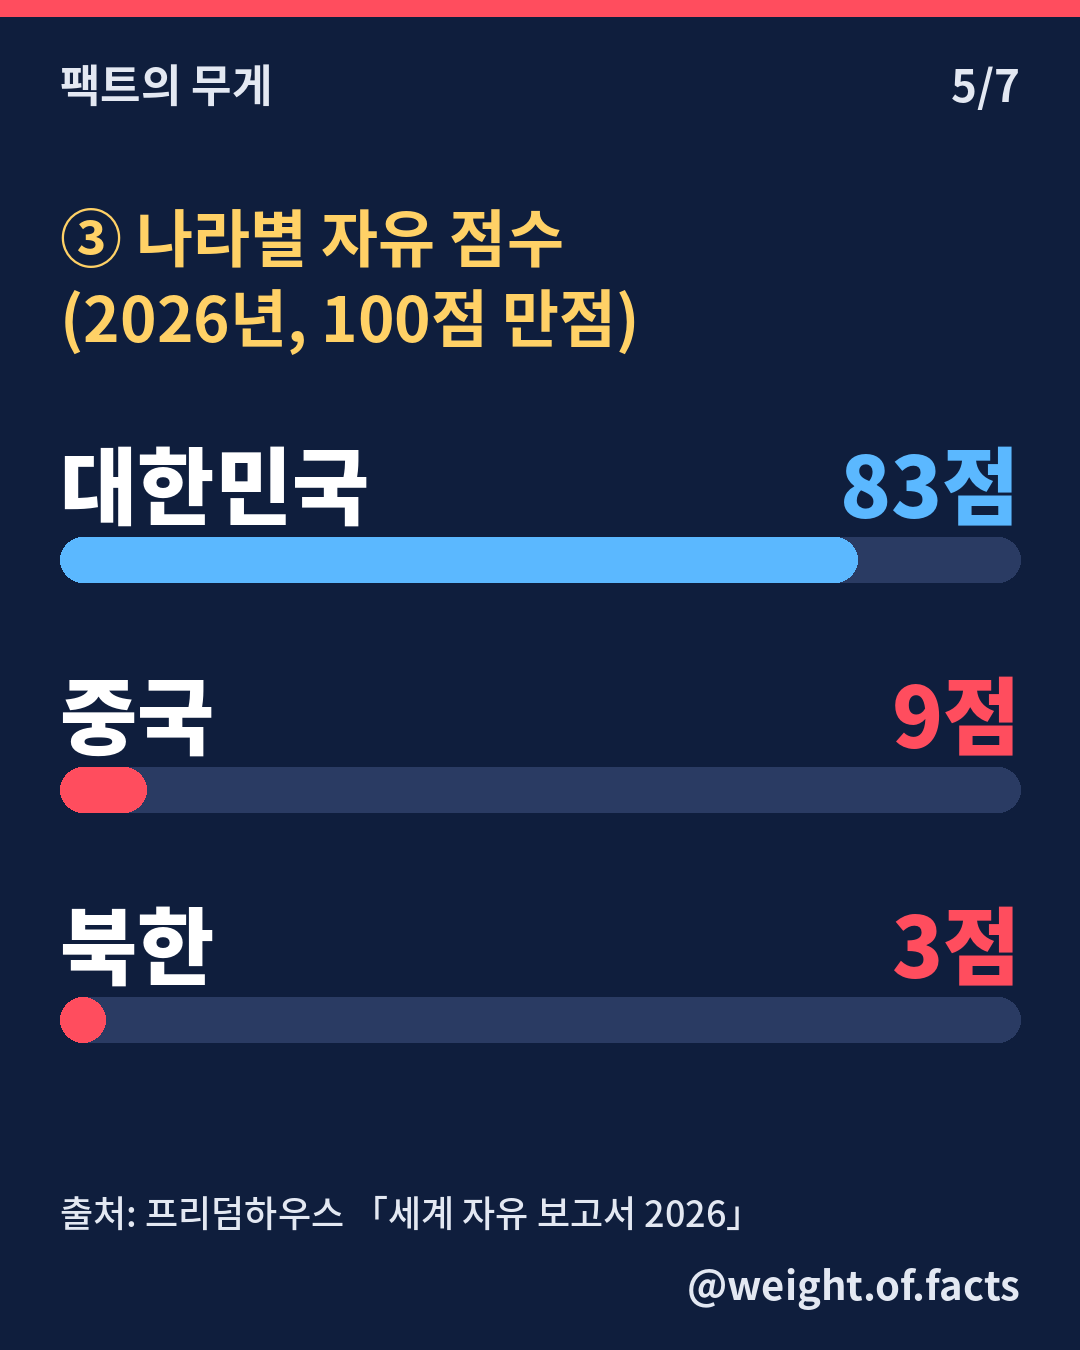 팩트의 무게
5/7
③ 나라별 자유 점수
(2026년, 100점 만점)
대한민국 83점
중국 9점
북한 3점
출처: 프리덤하우스 「세계 자유 보고서 2026」
@weight.of.facts